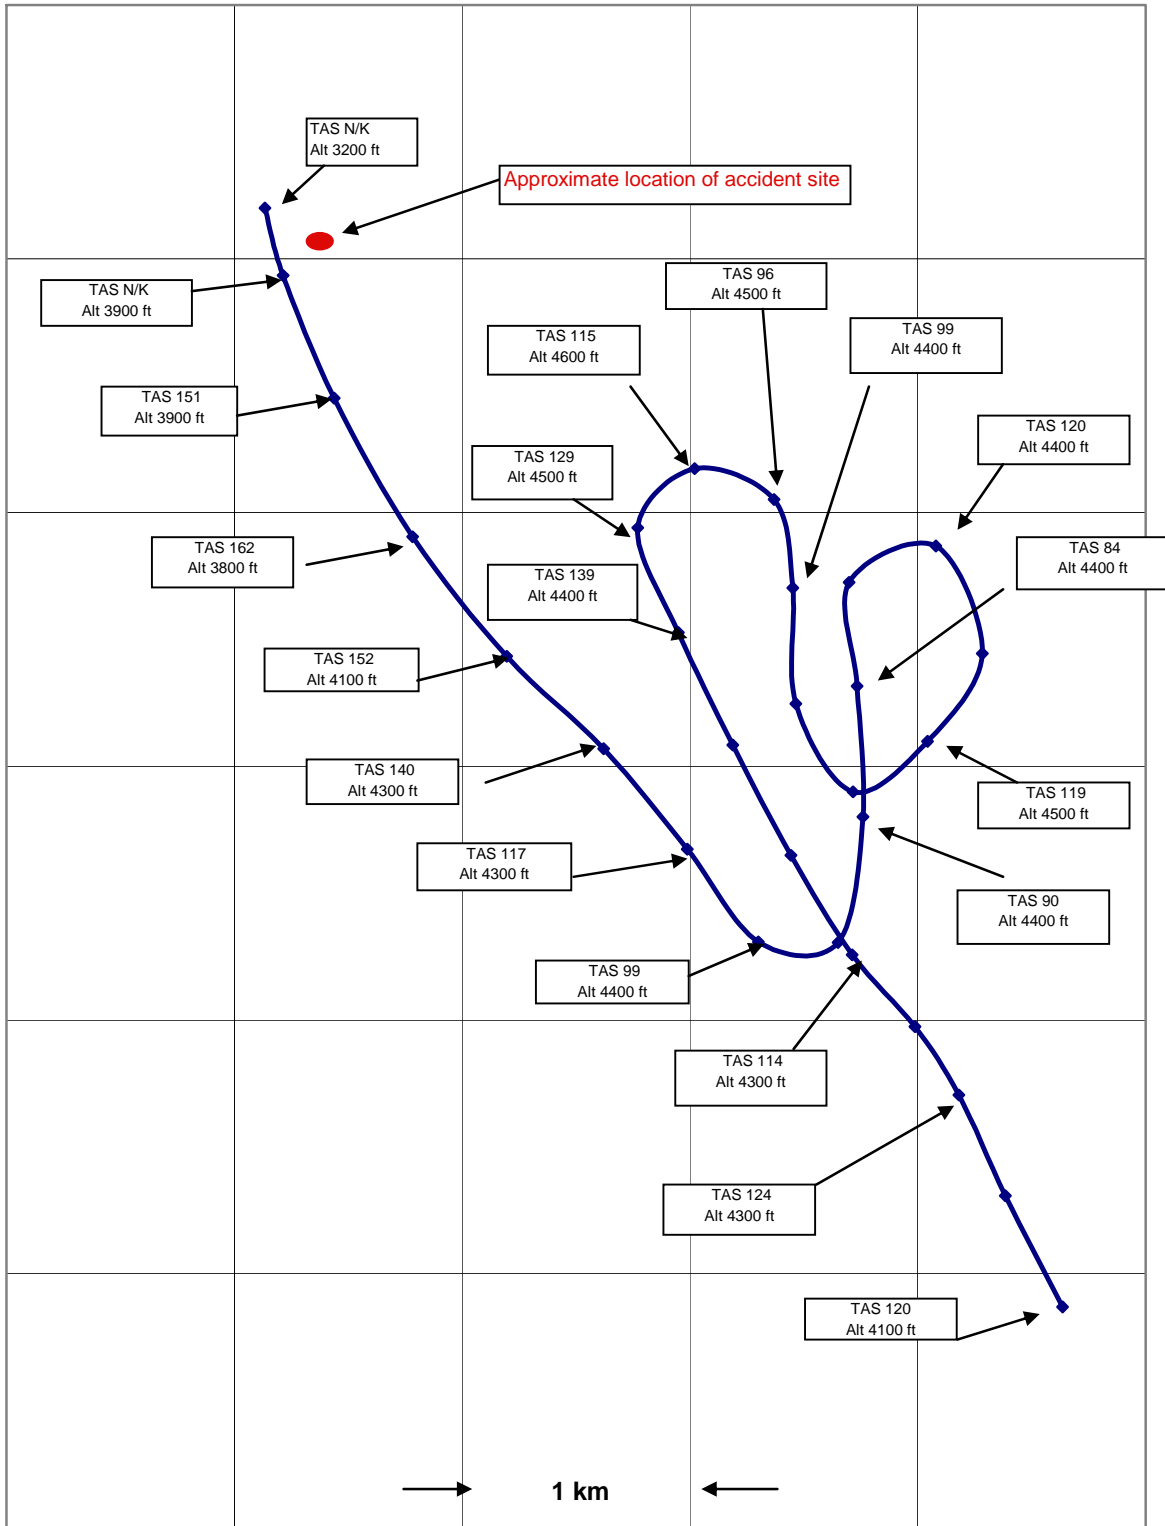 TAS N/K
Alt 3200 ft
Approximate location of accident site
TAS N/K
Alt 3900 ft
TAS 96
Alt 4500 ft
TAS 115
Alt 4600 ft
TAS 99
Alt 4400 ft
TAS 151
Alt 3900 ft
TAS 120
Alt 4400 ft
TAS 129
Alt 4500 ft
TAS 162
Alt 3800 ft
TAS 84
Alt 4400 ft
TAS 139
Alt 4400 ft
TAS 152
Alt 4100 ft
TAS 140
Alt 4300 ft
TAS 119
Alt 4500 ft
TAS 117
Alt 4300 ft
TAS 90
Alt 4400 ft
TAS 99
Alt 4400 ft
TAS 114
Alt 4300 ft
TAS 124
Alt 4300 ft
TAS 120
Alt 4100 ft
1 km